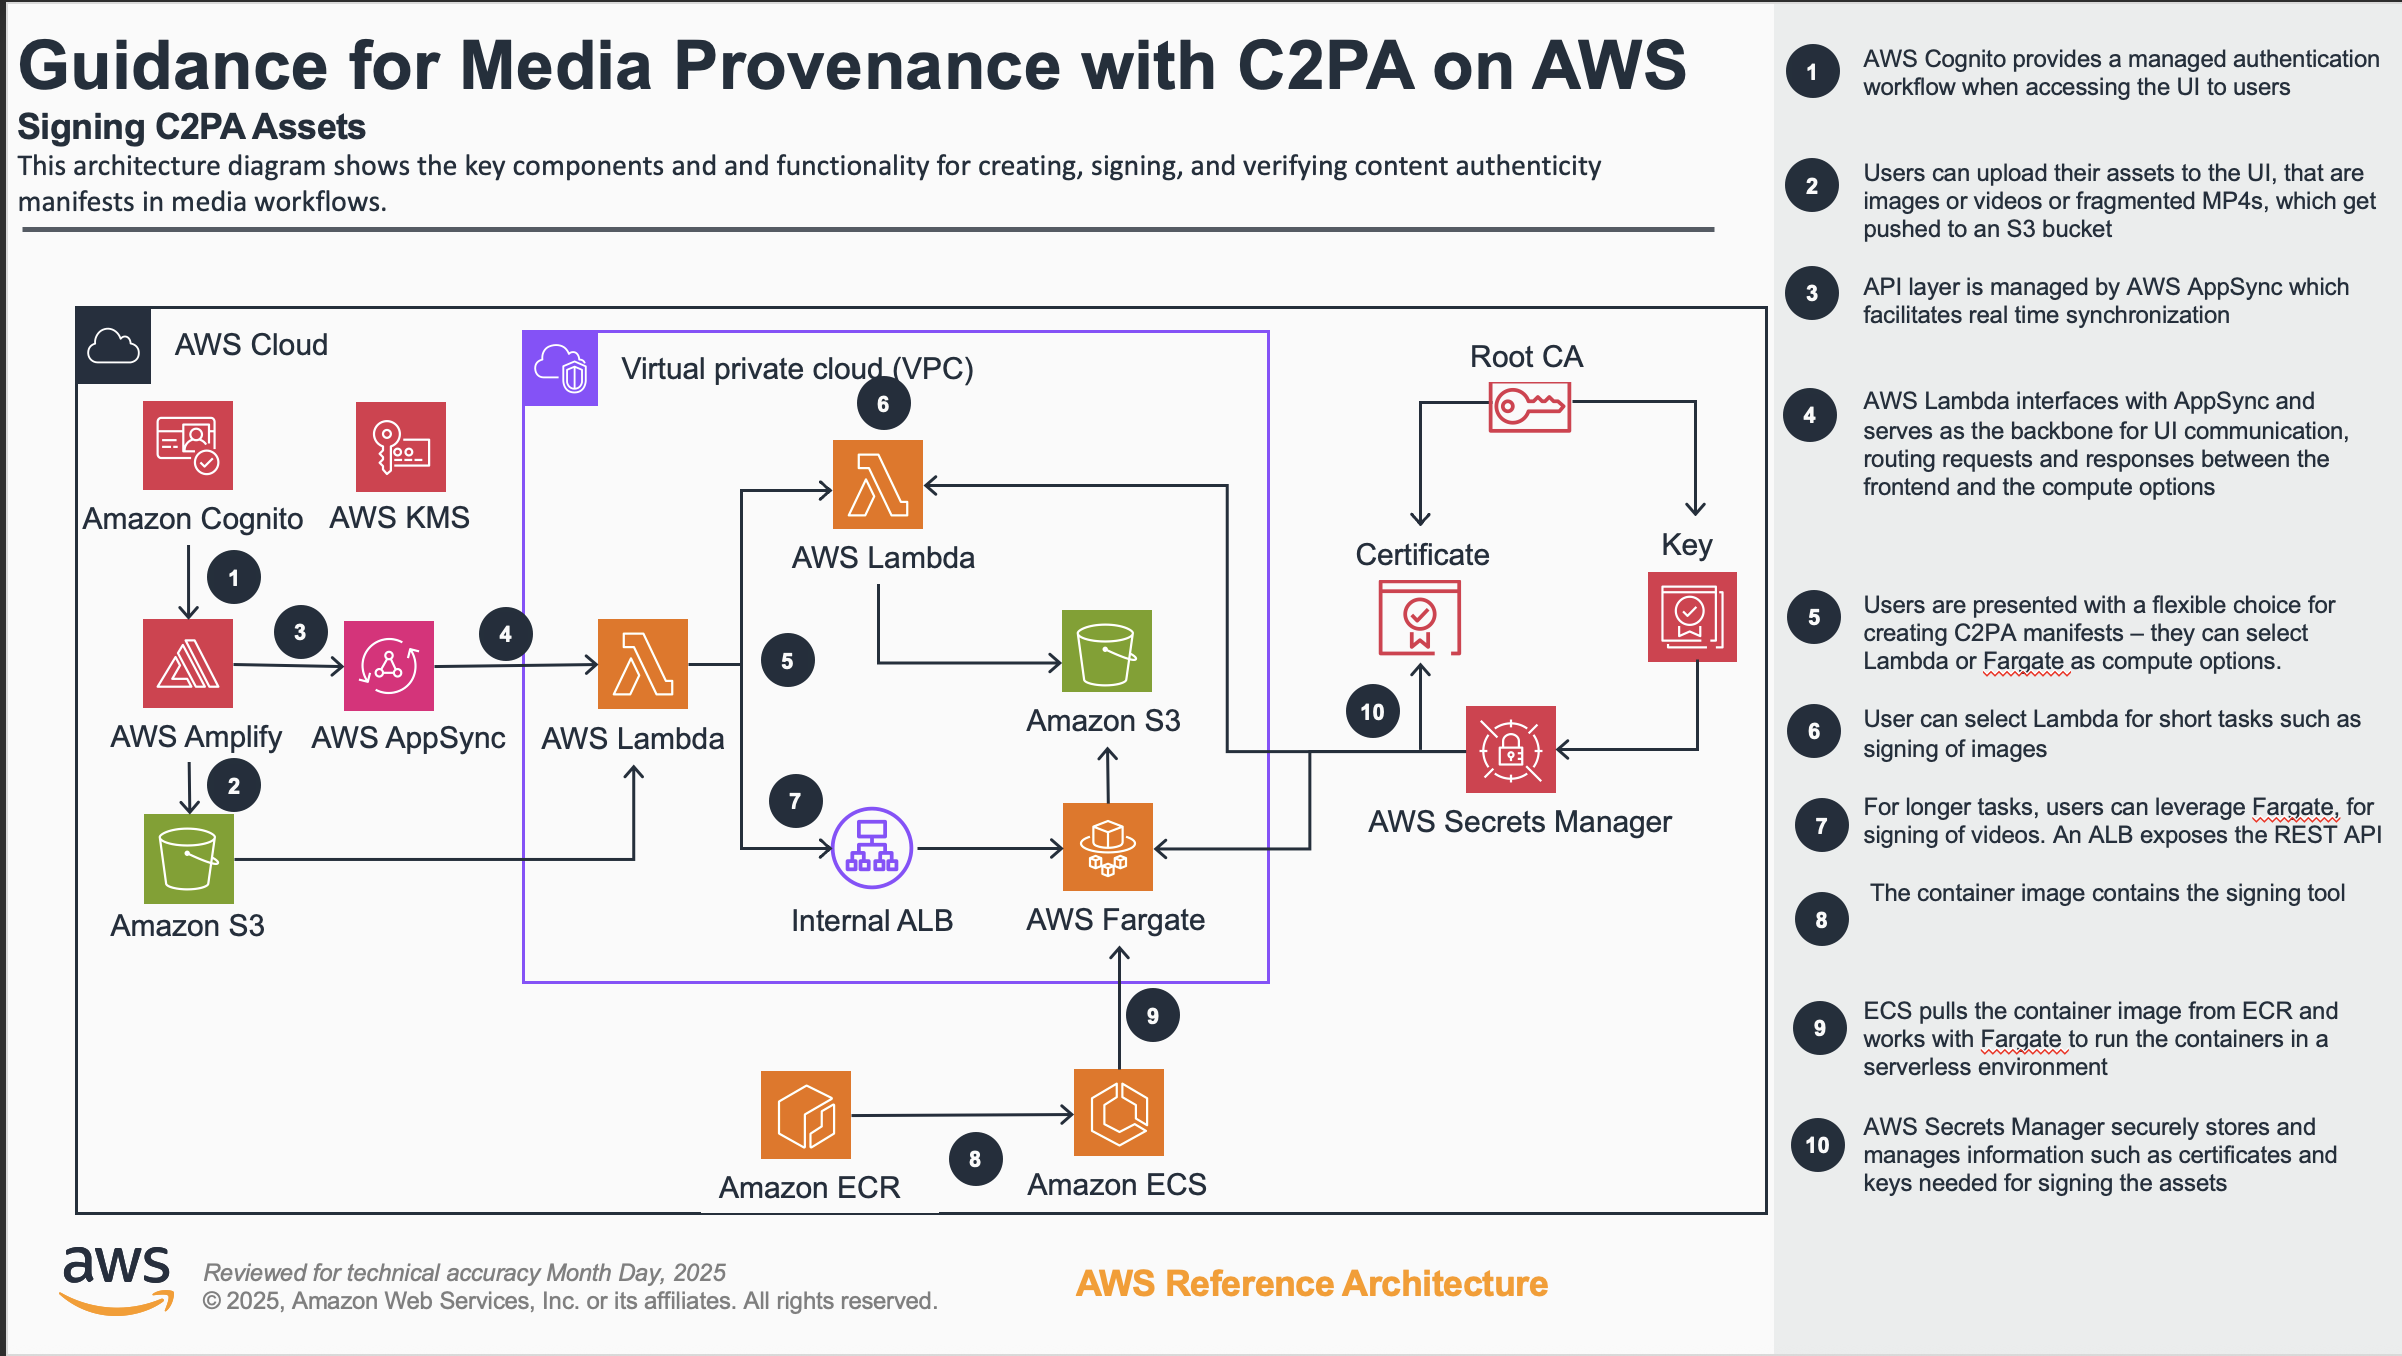 Guidance for Media Provenance with C2PA on AWS
Signing C2PA Assets
This architecture diagram shows the key components and and functionality for creating, signing, and verifying content authenticity
manifests in media workflows.
AWS Cloud
Virtual private cloud (VPC)
Root CA
6
Amazon Cognito
AWS KMS
AWS Lambda
Certificate
Key
1
3
4
5
AWS Amplify
AWS AppSync
AWS Lambda
Amazon S3
10
2
7
AWS Secrets Manager
Amazon S3
Internal ALB
AWS Fargate
9
8
Amazon ECR
Amazon ECS
aws
Reviewed for technical accuracy Month Day, 2025
© 2025, Amazon Web Services, Inc. or its affiliates. All rights reserved.
AWS Reference Architecture
1
AWS Cognito provides a managed authentication
workflow when accessing the UI to users
2
Users can upload their assets to the UI, that are
images or videos or fragmented MP4s, which get
pushed to an S3 bucket
3
API layer is managed by AWS AppSync which
facilitates real time synchronization
4
AWS Lambda interfaces with AppSync and
serves as the backbone for UI communication,
routing requests and responses between the
frontend and the compute options
5
Users are presented with a flexible choice for
creating C2PA manifests – they can select
Lambda or Fargate as compute options.
6
User can select Lambda for short tasks such as
signing of images
7
For longer tasks, users can leverage Fargate, for
signing of videos. An ALB exposes the REST API
8
The container image contains the signing tool
9
ECS pulls the container image from ECR and
works with Fargate to run the containers in a
serverless environment
10
AWS Secrets Manager securely stores and
manages information such as certificates and
keys needed for signing the assets